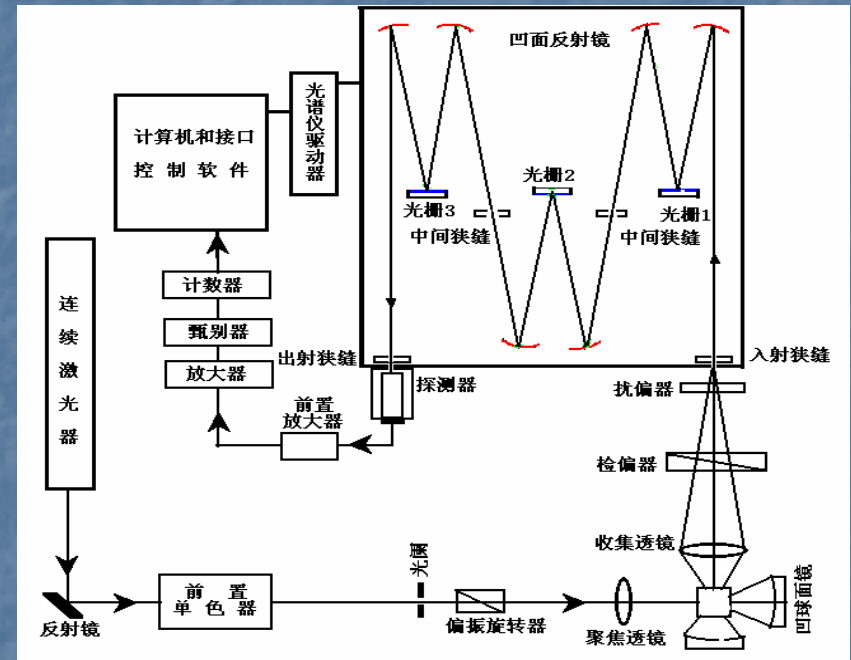 凹面反射镜
光谱仪驱动器
计算机和接口
控制软件
光栅2
光栅3
光栅1
中间狭缝
中间狭缝
连续激光器
计数器
甄别器
放大器
出射狭缝
入射狭缝
探测器
扰偏器
前置
放大器
检偏器
收集透镜
光阑
前置
单色器
凹球面镜
反射镜
偏振旋转器
聚焦透镜